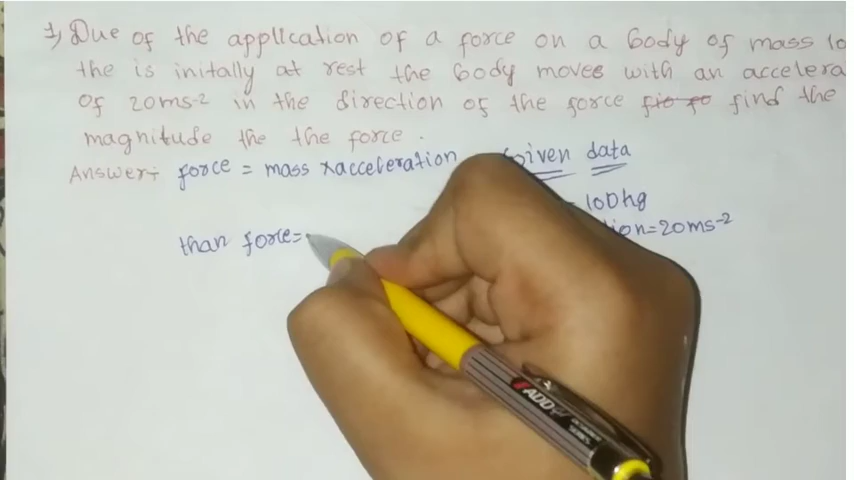 1, Due of the application of a force on a body of mass 10
the is initally at rest the body moves with an accelera
of 20ms-2 in the direction of the force find the
magnitude the the force.
Answer:- force = mass xacceleration Given data
100kg
than force= ion=20ms-2
ADD